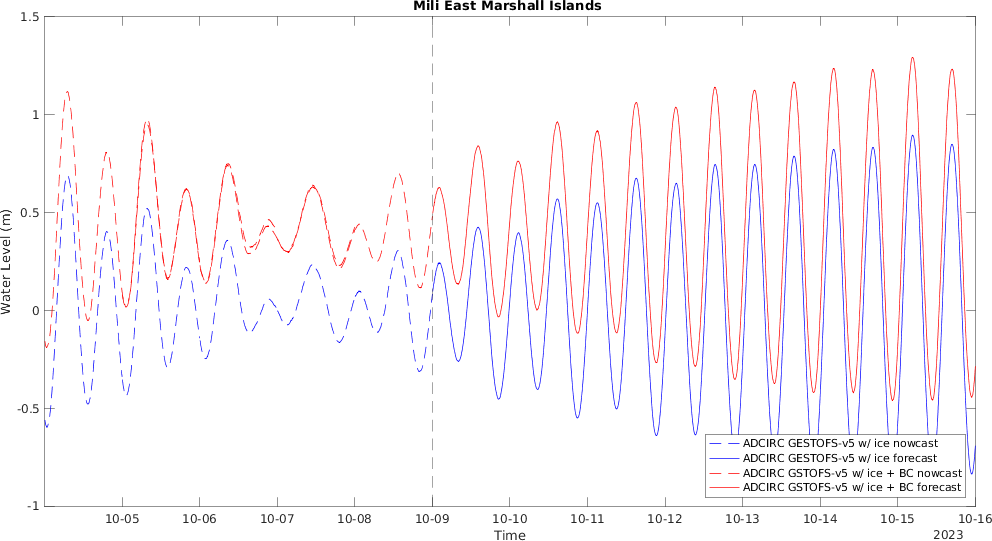 Mili East Marshall Islands
1.5
1
0.5
0
-0.5
-1
Water Level (m)
10-05 10-06 10-07 10-08 10-09 10-10 10-11 10-12 10-13 10-14 10-15 10-16
Time
2023
ADCIRC GESTOFS-v5 w/ ice nowcast
ADCIRC GESTOFS-v5 w/ ice forecast
ADCIRC GSTOFS-v5 w/ ice + BC nowcast
ADCIRC GSTOFS-v5 w/ ice + BC forecast